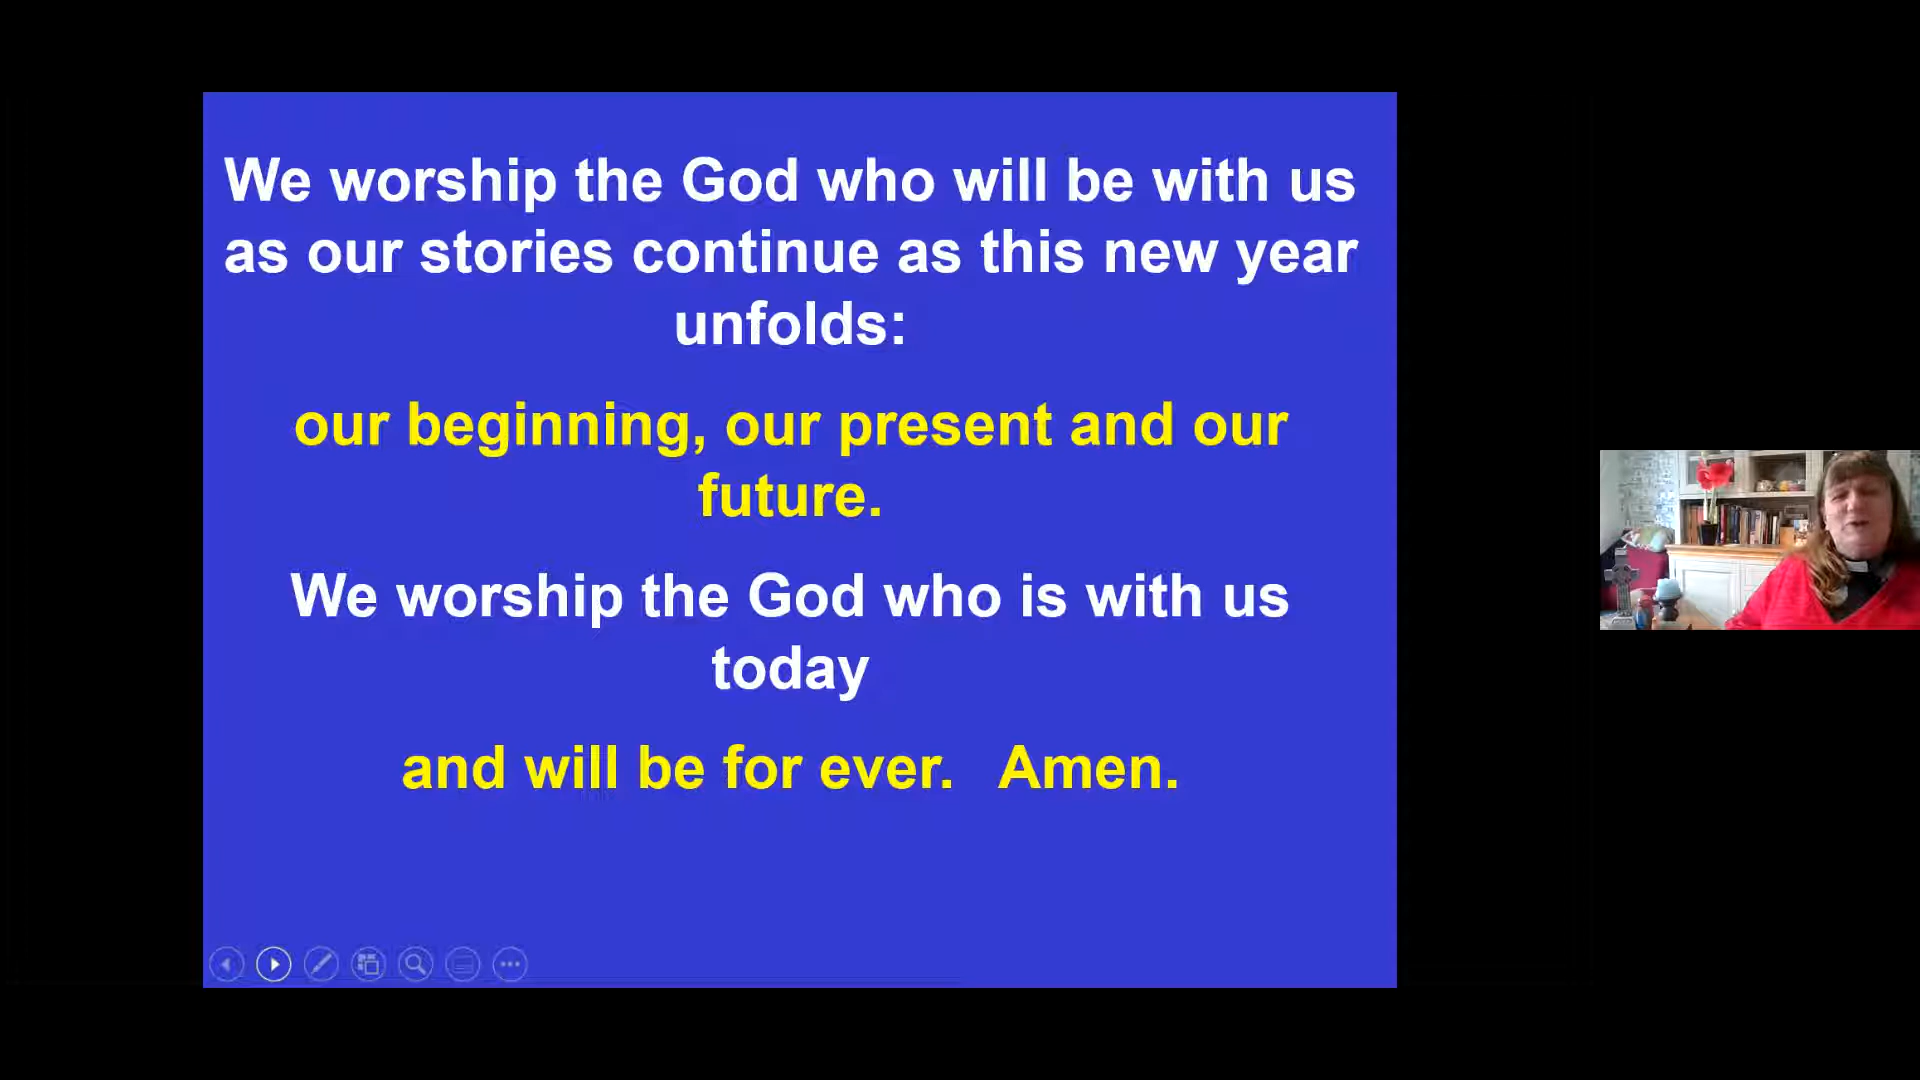 We worship the God who will be with us
as our stories continue as this new year
unfolds:
our beginning, our present and our
future.
We worship the God who is with us
today
and will be for ever.   Amen.